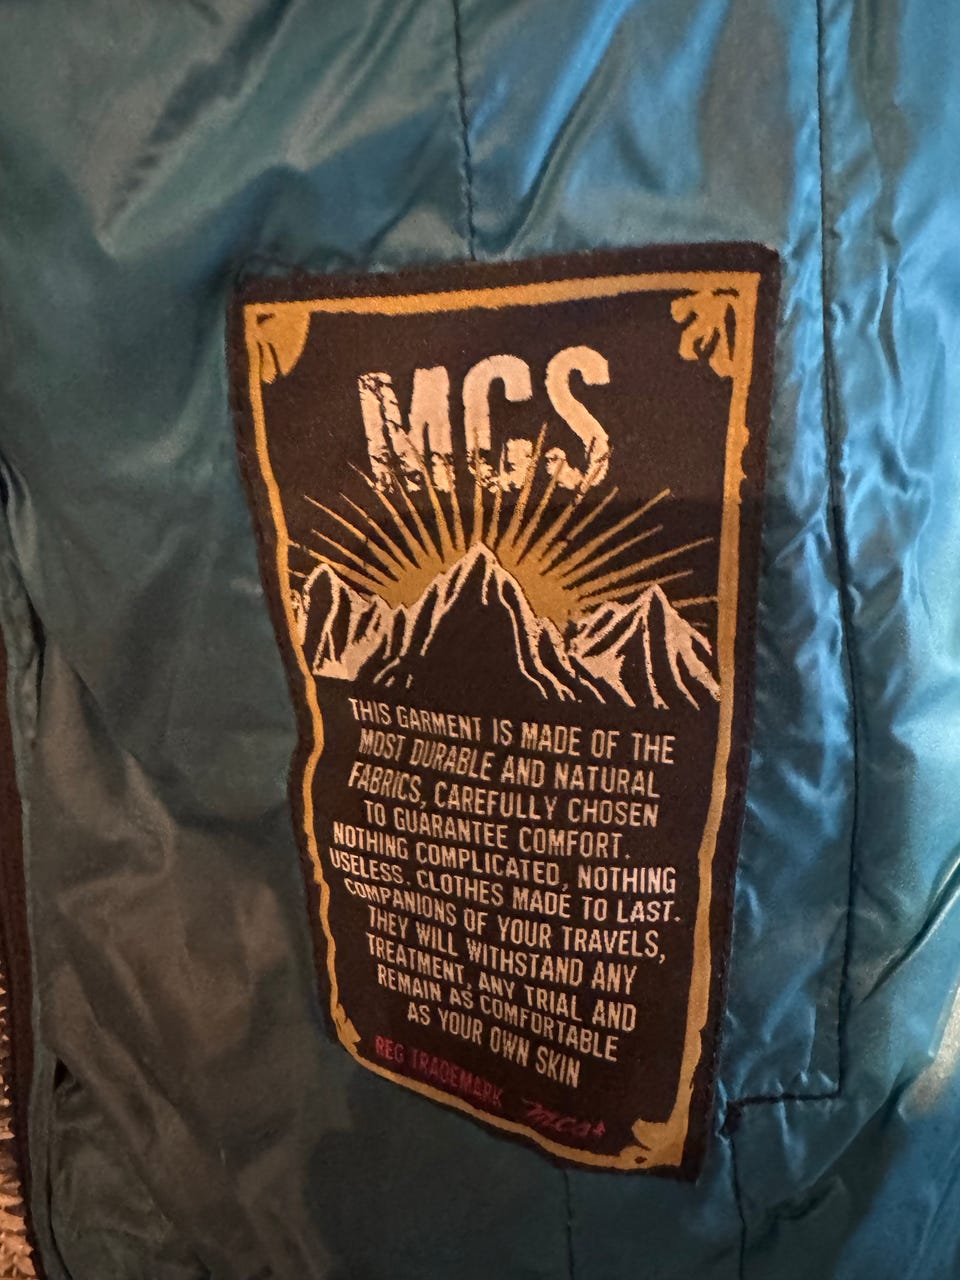 MCS
THIS GARMENT IS MADE OF THE
MOST DURABLE AND NATURAL
FABRICS, CAREFULLY CHOSEN
TO GUARANTEE COMFORT.
NOTHING COMPLICATED, NOTHING
USELESS. CLOTHES MADE TO LAST.
COMPANIONS OF YOUR TRAVELS,
THEY WILL WITHSTAND ANY
TREATMENT, ANY TRIAL AND
REMAIN AS COMFORTABLE
AS YOUR OWN SKIN
REG TRADEMARK mcs